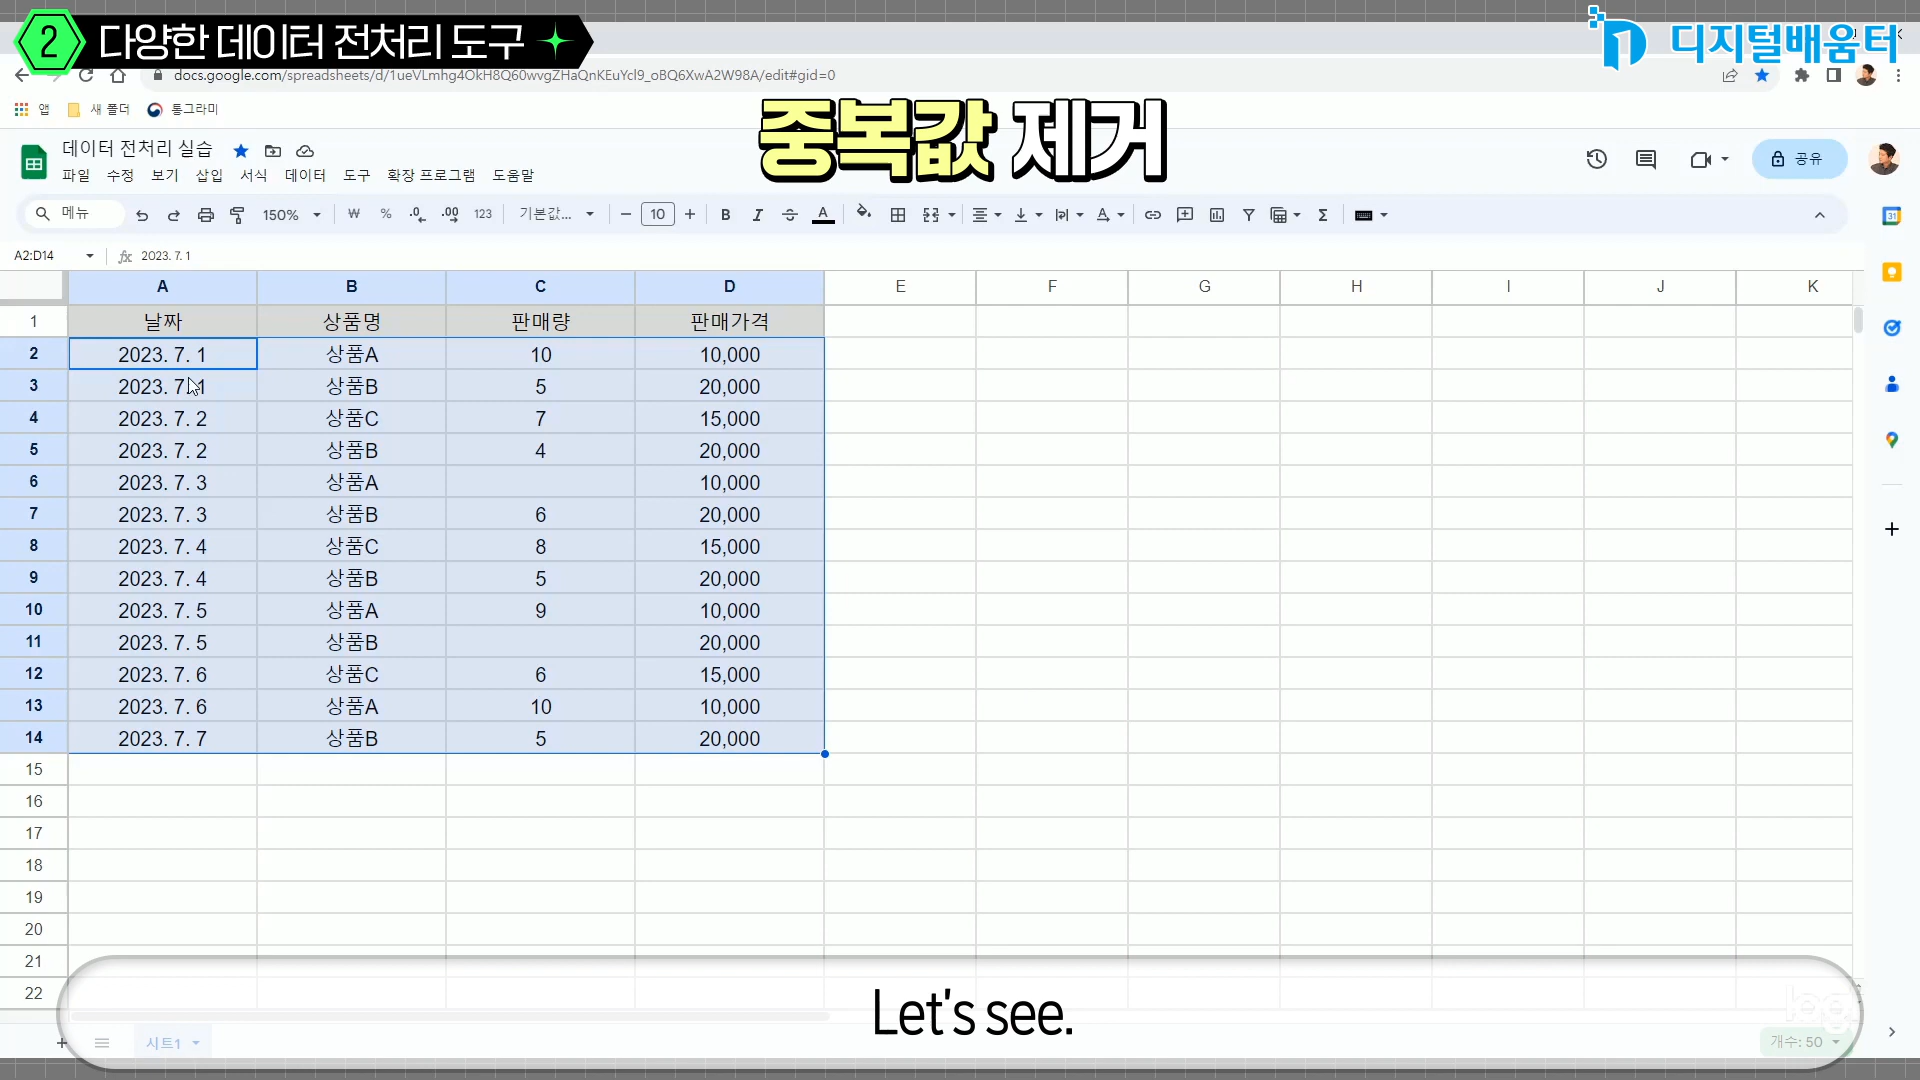 2 다양한 데이터 전처리 도구
디지털배움터
docs.google.com/spreadsheets/d/1ueVLmhg4OkH8Q60wvgZHaQnKEuYcl9_oBQ6XwA2W98A/edit#gid=0
앱 새 폴더 통그라미
중복값 제거
데이터 전처리 실습
파일 수정 보기 삽입 서식 데이터 도구 확장 프로그램 도움말
공유
메뉴 150% ₩ % .0 .00 123 기본값... 10 B I S A Σ
31
A2:D14 fx 2023. 7. 1
A B C D E F G H I J K
1 날짜 상품명 판매량 판매가격
2 2023. 7. 1 상품A 10 10,000
3 2023. 7. 1 상품B 5 20,000
4 2023. 7. 2 상품C 7 15,000
5 2023. 7. 2 상품B 4 20,000
6 2023. 7. 3 상품A 10,000
7 2023. 7. 3 상품B 6 20,000
8 2023. 7. 4 상품C 8 15,000
9 2023. 7. 4 상품B 5 20,000
10 2023. 7. 5 상품A 9 10,000
11 2023. 7. 5 상품B 20,000
12 2023. 7. 6 상품C 6 15,000
13 2023. 7. 6 상품A 10 10,000
14 2023. 7. 7 상품B 5 20,000
15
16
17
18
19
20
21
22
Let's see.
시트1
개수: 50